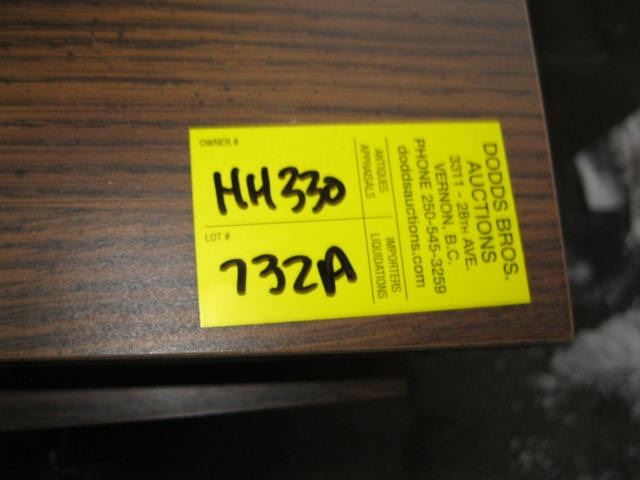 OWNER #
HH330
LOT #
732A
ANTIQUES
APPRAISALS
IMPORTERS
LIQUIDATIONS
DODDS BROS.
AUCTIONS
3311 - 28TH AVE.
VERNON, B.C.
PHONE 250-545-3259
doddsauctions.com